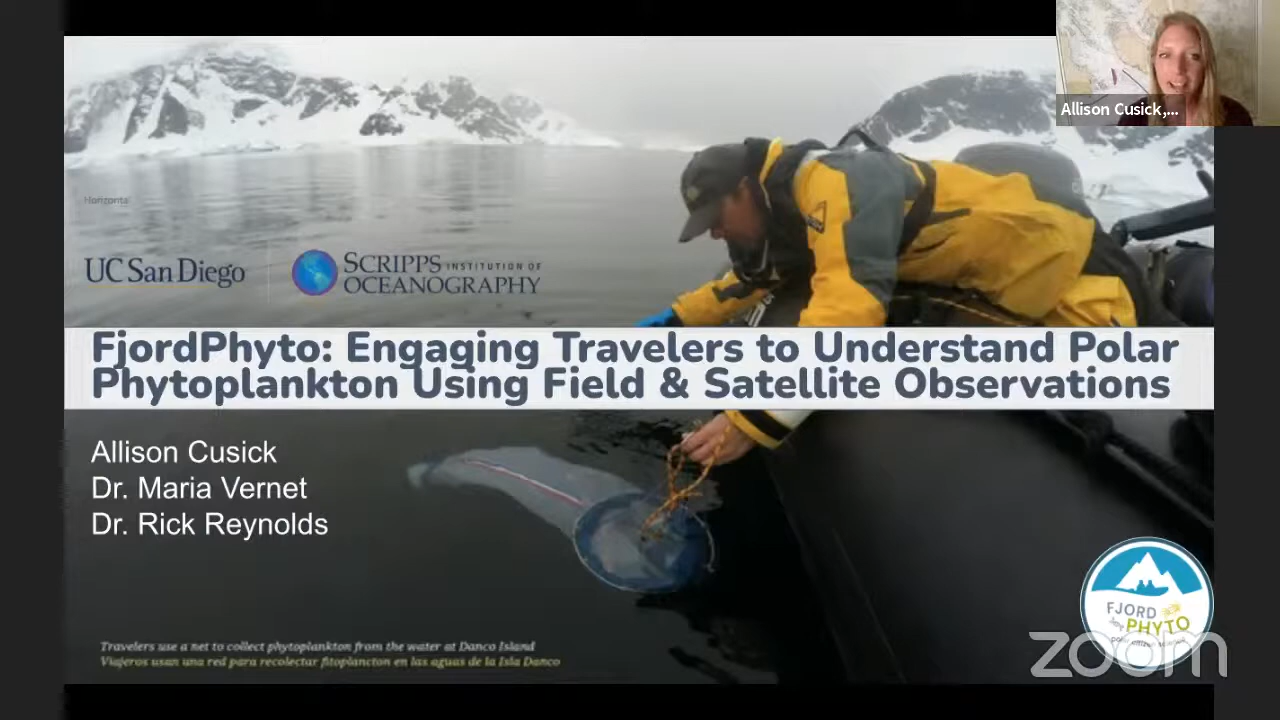 Allison Cusick,...
Horizonta
UC San Diego
SCRIPPS INSTITUTION OF
OCEANOGRAPHY
FjordPhyto: Engaging Travelers to Understand Polar
Phytoplankton Using Field & Satellite Observations
Allison Cusick
Dr. Maria Vernet
Dr. Rick Reynolds
FJORD
PHYTO
zoom
Travelers use a net to collect phytoplankton from the water at Danco Island
Viajeros usan una red para recolectar fitoplancton en las aguas de la Isla Danco